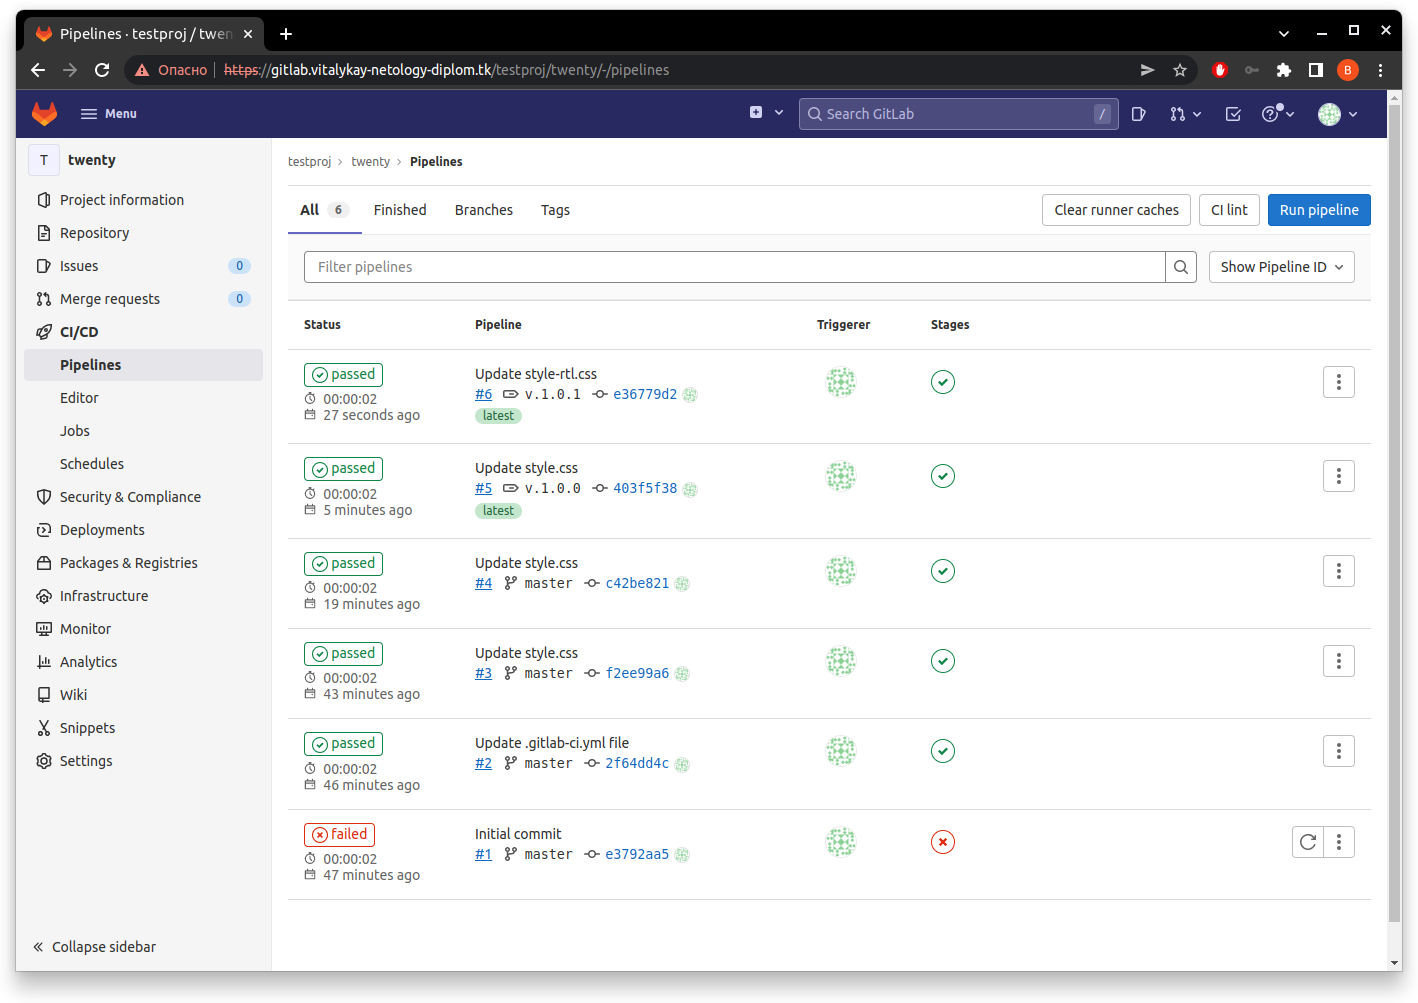 Pipelines · testproj / twen
Опасно https://gitlab.vitalykay-netology-diplom.tk/testproj/twenty/-/pipelines
B
Menu
Search GitLab /
T twenty
Project information
Repository
Issues 0
Merge requests 0
CI/CD
Pipelines
Editor
Jobs
Schedules
Security & Compliance
Deployments
Packages & Registries
Infrastructure
Monitor
Analytics
Wiki
Snippets
Settings
Collapse sidebar
testproj > twenty > Pipelines
All 6 Finished Branches Tags
Clear runner caches CI lint Run pipeline
Filter pipelines
Show Pipeline ID
Status Pipeline Triggerer Stages
passed Update style-rtl.css
00:00:02 #6 v.1.0.1 e36779d2
27 seconds ago latest
passed Update style.css
00:00:02 #5 v.1.0.0 403f5f38
5 minutes ago latest
passed Update style.css
00:00:02 #4 master c42be821
19 minutes ago
passed Update style.css
00:00:02 #3 master f2ee99a6
43 minutes ago
passed Update .gitlab-ci.yml file
00:00:02 #2 master 2f64dd4c
46 minutes ago
failed Initial commit
00:00:02 #1 master e3792aa5
47 minutes ago